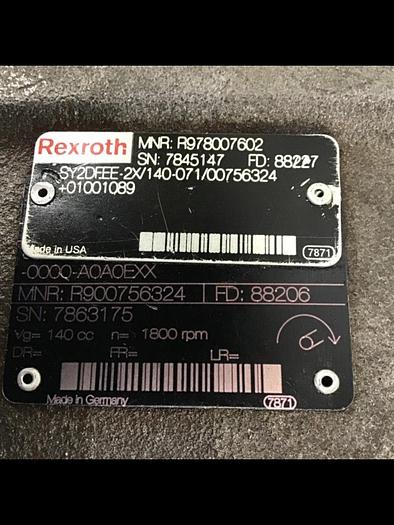 Rexroth MNR: R978007602
SN: 7845147 FD: 88227
SY2DFEE-2X/140-071/00756324
+01001089
Made in USA 7871
-0000-A0A0EXX
MNR: R900756324 FD: 88206
SN: 7863175
Vg= 140 cc n= 1800 rpm
DR= FR= LR=
Made in Germany 7871